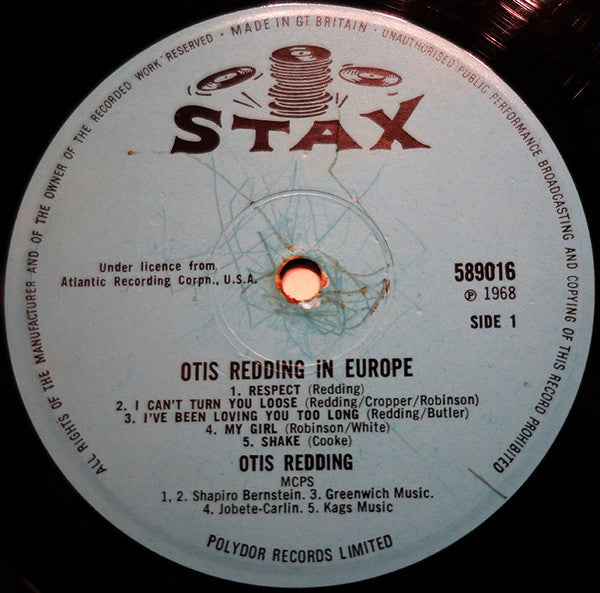 ALL RIGHTS OF THE MANUFACTURER AND OF THE OWNER OF THE RECORDED WORK RESERVED • MADE IN GT. BRITAIN • UNAUTHORISED PUBLIC PERFORMANCE BROADCASTING AND COPYING OF THIS RECORD PROHIBITED
STAX
Under licence from
Atlantic Recording Corpn., U.S.A.
589016
℗ 1968
SIDE 1
OTIS REDDING IN EUROPE
1. RESPECT (Redding)
2. I CAN'T TURN YOU LOOSE (Redding/Cropper/Robinson)
3. I'VE BEEN LOVING YOU TOO LONG (Redding/Butler)
4. MY GIRL (Robinson/White)
5. SHAKE (Cooke)
OTIS REDDING
MCPS
1, 2. Shapiro Bernstein. 3. Greenwich Music.
4. Jobete-Carlin. 5. Kags Music
POLYDOR RECORDS LIMITED